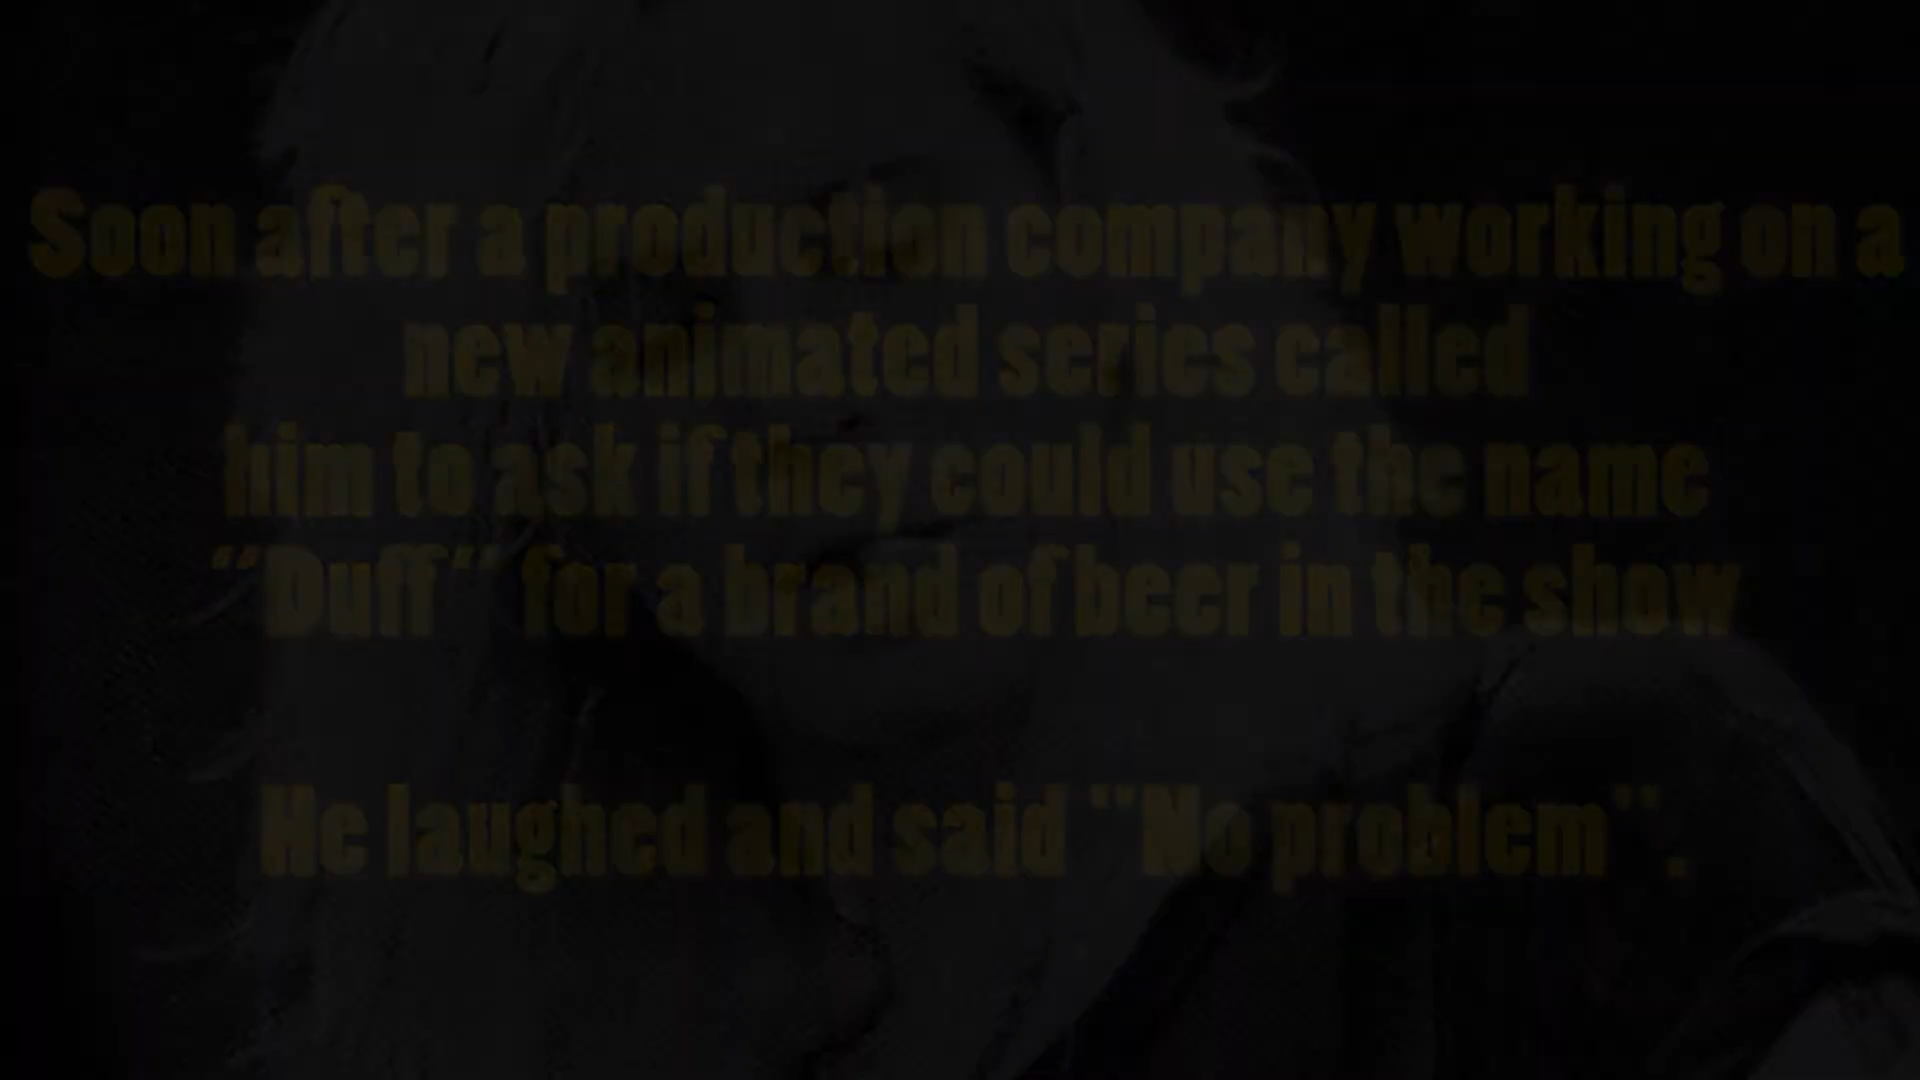 Soon after a production company working on a
new animated series called
him to ask if they could use the name
“Duff” for a brand of beer in the show
He laughed and said "No problem".